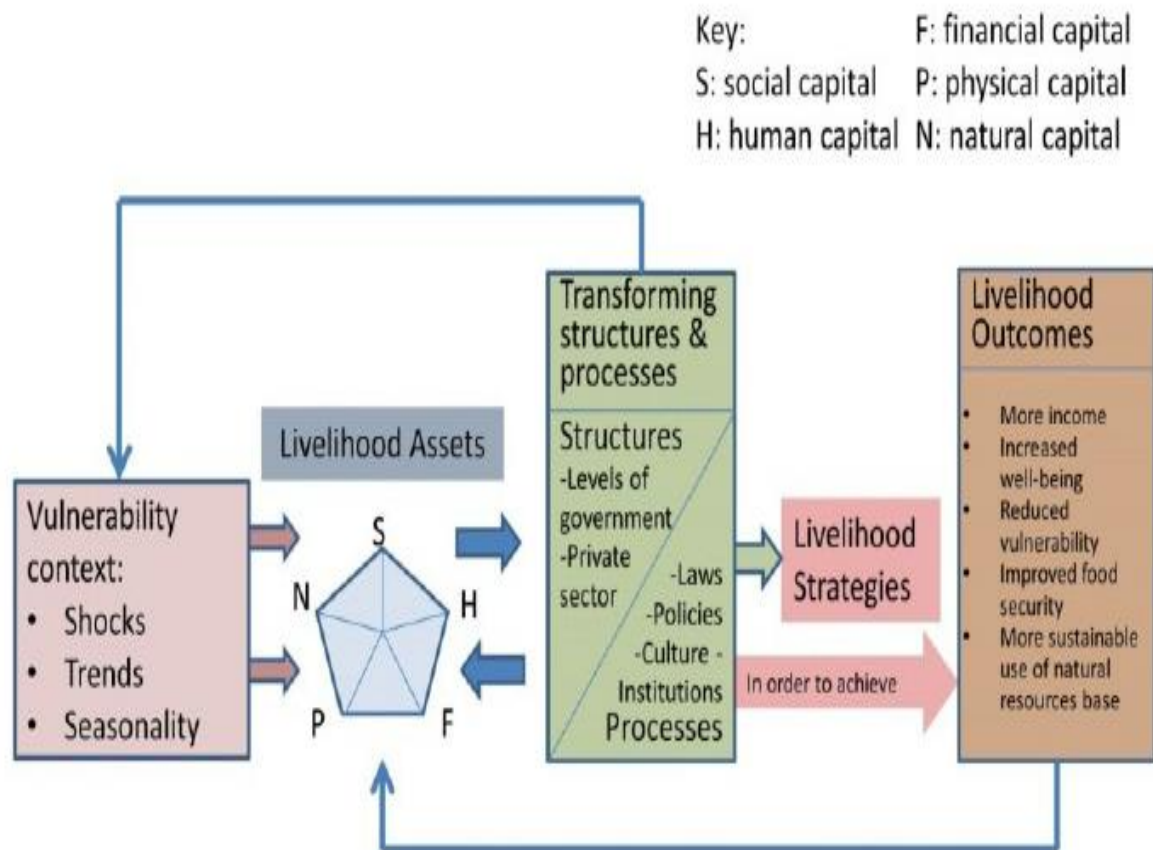 Key:
F: financial capital
S: social capital
P: physical capital
H: human capital
N: natural capital
Vulnerability
context:
• Shocks
• Trends
• Seasonality
Livelihood Assets
S
N
H
P
F
Transforming
structures &
processes
Structures
-Levels of
government
-Private
sector
-Laws
-Policies
-Culture -
Institutions
Processes
Livelihood
Strategies
In order to achieve
Livelihood
Outcomes
• More income
• Increased
well-being
• Reduced
vulnerability
• Improved food
security
• More sustainable
use of natural
resources base